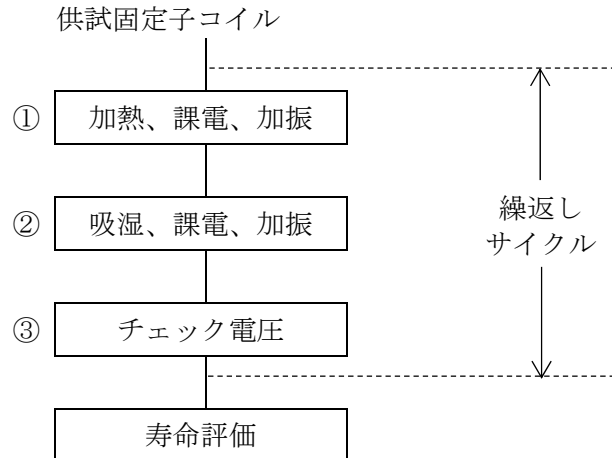 供試固定子コイル
① 加熱、課電、加振
② 吸湿、課電、加振
繰返し
サイクル
③ チェック電圧
寿命評価